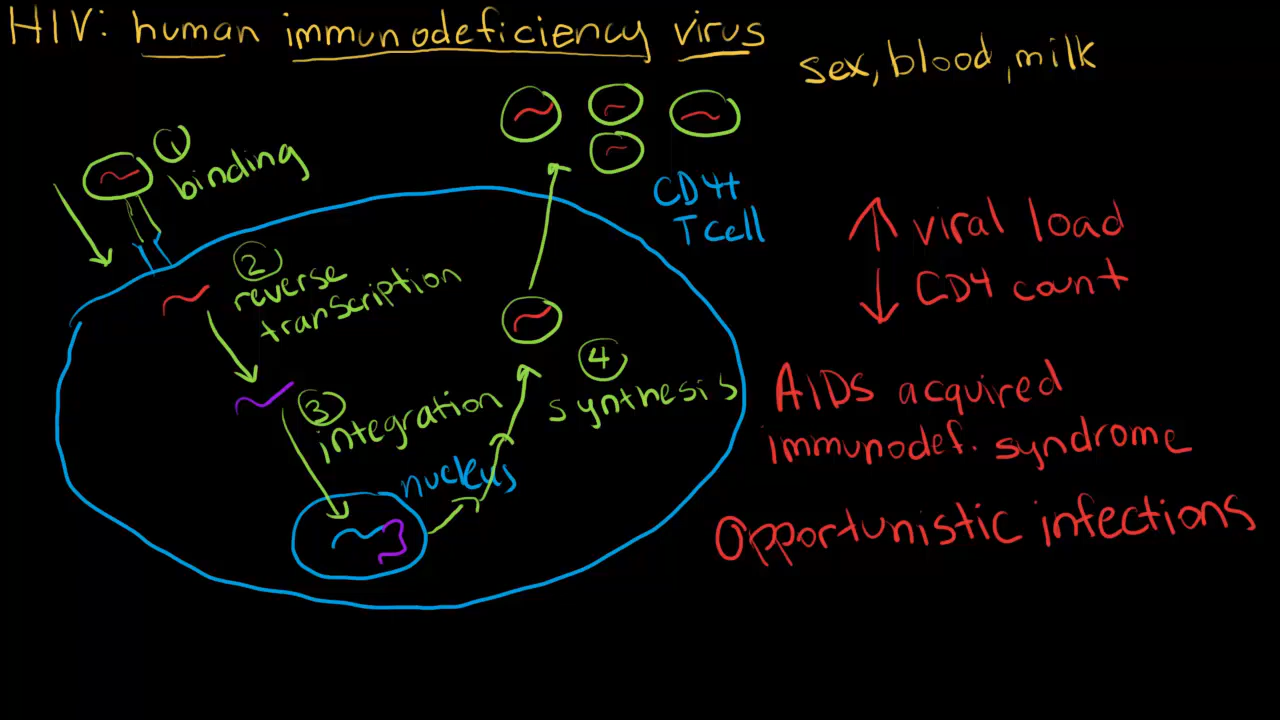 HIV: human immunodeficiency virus
sex, blood, milk
1
binding
CD4+
T cell
↑ viral load
↓ CD4 count
2
reverse
transcription
4
synthesis
3
integration
nucleus
AIDS acquired
immunodef. syndrome
Opportunistic infections